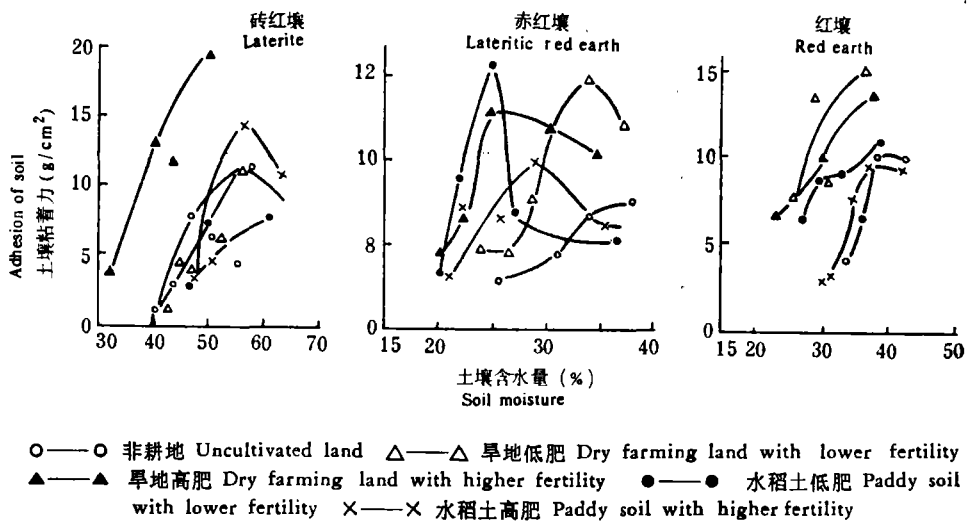 砖红壤
Laterite
赤红壤
Lateritic red earth
红壤
Red earth
Adhesion of soil
土壤粘着力 (g/cm²)
20
15
10
5
0
30 40 50 60 70
12
10
8
6
0
15 20 30 40
15
10
5
0
15 20 30 40 50
土壤含水量 (%)
Soil moisture
○——○ 非耕地 Uncultivated land △——△ 旱地低肥 Dry farming land with lower fertility
▲——▲ 旱地高肥 Dry farming land with higher fertility ●——● 水稻土低肥 Paddy soil
with lower fertility ×——× 水稻土高肥 Paddy soil with higher fertility